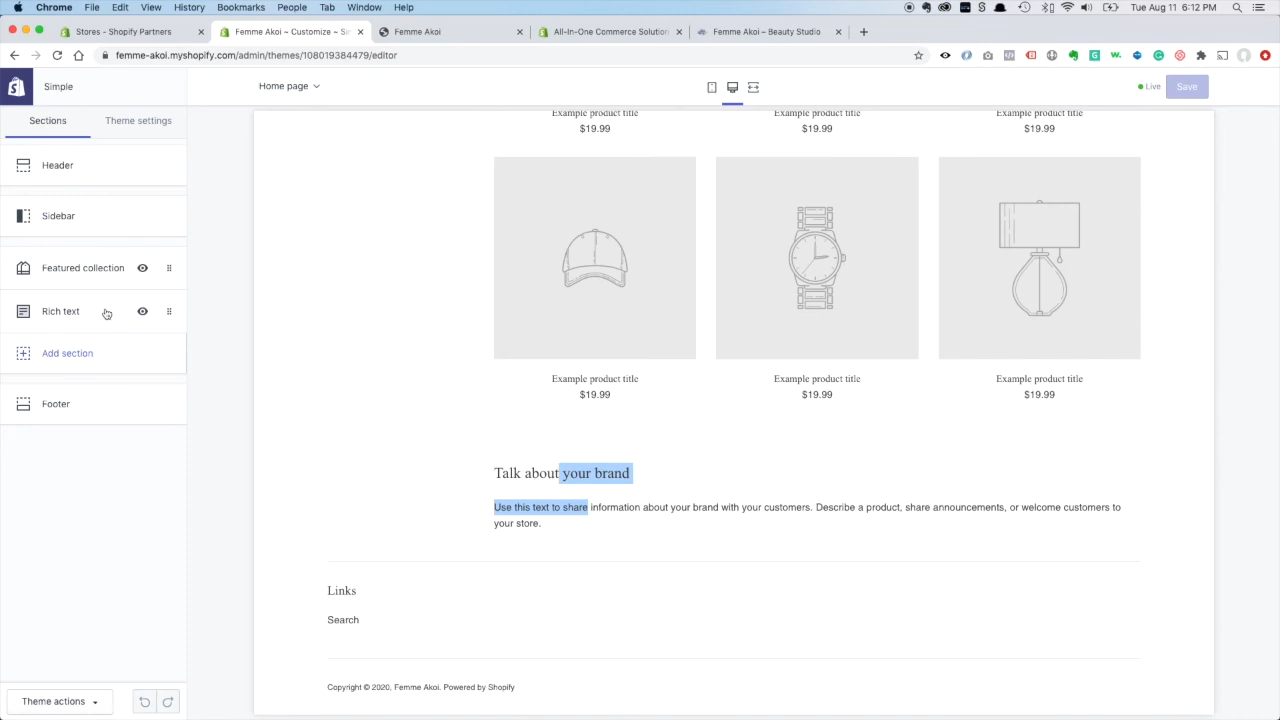 Chrome File Edit View History Bookmarks People Tab Window Help Tue Aug 11 6:12 PM
Stores - Shopify Partners Femme Akoi ~ Customize ~ Si Femme Akoi All-In-One Commerce Solution Femme Akoi – Beauty Studio
femme-akoi.myshopify.com/admin/themes/108019384479/editor
Simple Home page Live Save
Sections Theme settings
Header
Sidebar
Featured collection
Rich text
Add section
Footer
Theme actions
Example product title Example product title Example product title
$19.99 $19.99 $19.99
Example product title Example product title Example product title
$19.99 $19.99 $19.99
Talk about your brand
Use this text to share information about your brand with your customers. Describe a product, share announcements, or welcome customers to
your store.
Links
Search
Copyright © 2020, Femme Akoi. Powered by Shopify